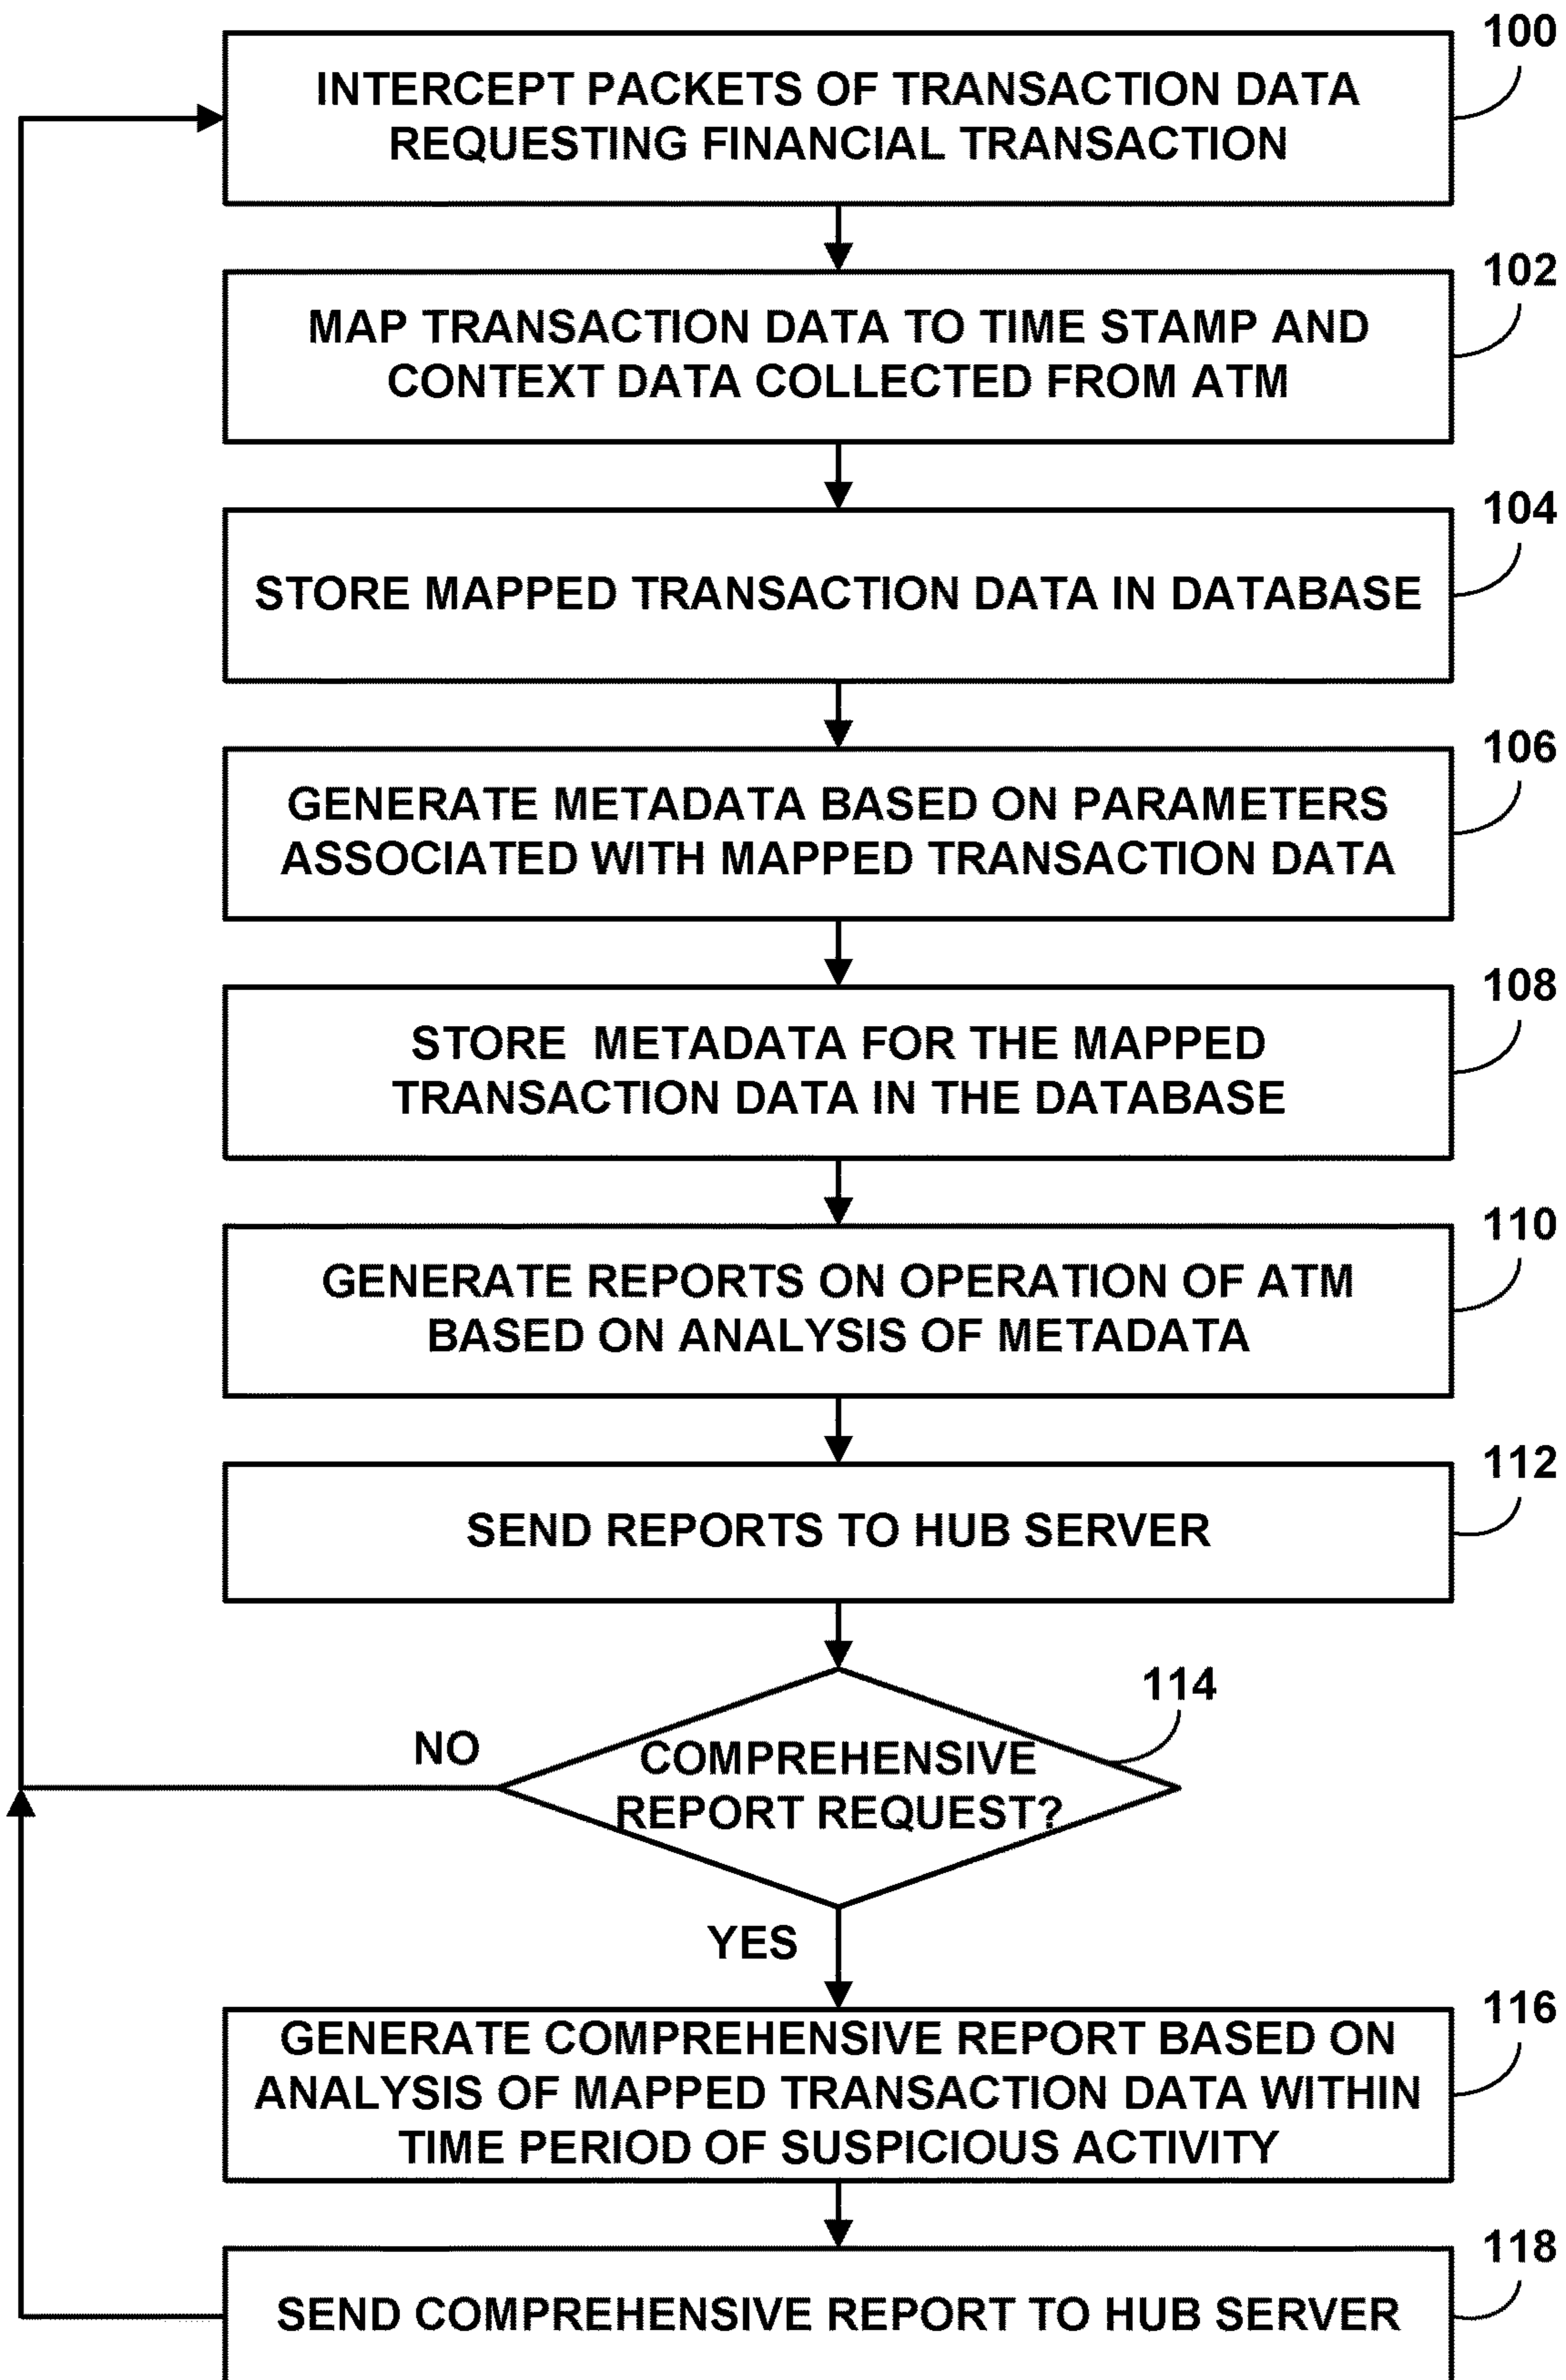 100
INTERCEPT PACKETS OF TRANSACTION DATA
REQUESTING FINANCIAL TRANSACTION
102
MAP TRANSACTION DATA TO TIME STAMP AND
CONTEXT DATA COLLECTED FROM ATM
104
STORE MAPPED TRANSACTION DATA IN DATABASE
106
GENERATE METADATA BASED ON PARAMETERS
ASSOCIATED WITH MAPPED TRANSACTION DATA
108
STORE METADATA FOR THE MAPPED
TRANSACTION DATA IN THE DATABASE
110
GENERATE REPORTS ON OPERATION OF ATM
BASED ON ANALYSIS OF METADATA
112
SEND REPORTS TO HUB SERVER
114
NO
COMPREHENSIVE
REPORT REQUEST?
YES
116
GENERATE COMPREHENSIVE REPORT BASED ON
ANALYSIS OF MAPPED TRANSACTION DATA WITHIN
TIME PERIOD OF SUSPICIOUS ACTIVITY
118
SEND COMPREHENSIVE REPORT TO HUB SERVER